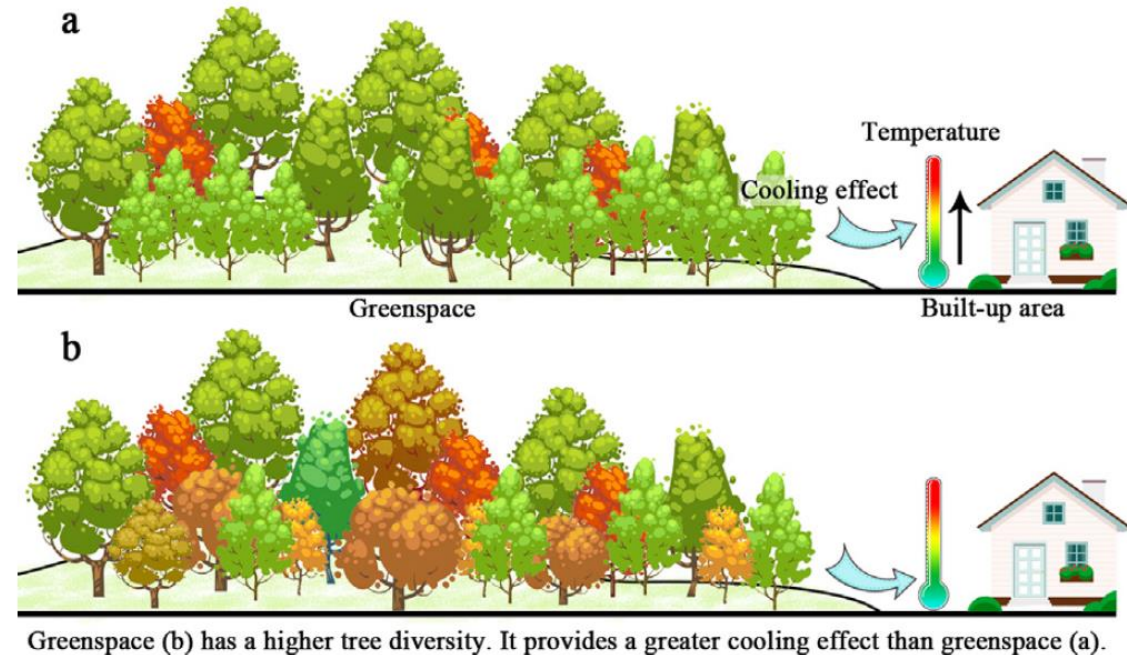 a
Temperature
Cooling effect
Greenspace
Built-up area
b
Greenspace (b) has a higher tree diversity. It provides a greater cooling effect than greenspace (a).